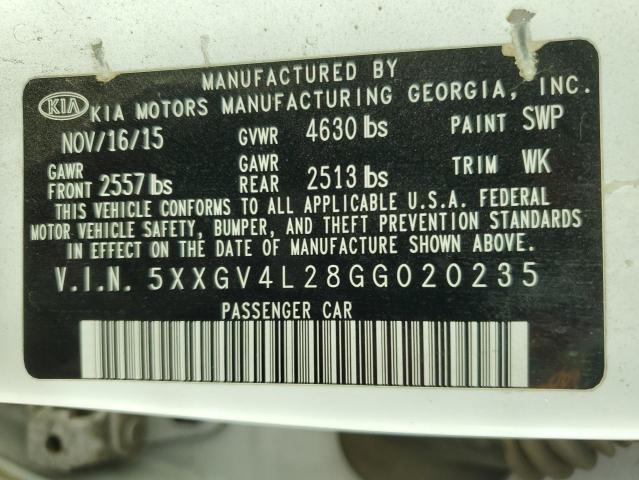 MANUFACTURED BY
KIA KIA MOTORS MANUFACTURING GEORGIA, INC.
NOV/16/15 GVWR 4630 lbs PAINT SWP
GAWR FRONT 2557 lbs GAWR REAR 2513 lbs TRIM WK
THIS VEHICLE CONFORMS TO ALL APPLICABLE U.S.A. FEDERAL
MOTOR VEHICLE SAFETY, BUMPER, AND THEFT PREVENTION STANDARDS
IN EFFECT ON THE DATE OF MANUFACTURE SHOWN ABOVE.
V.I.N. 5XXGV4L28GG020235
PASSENGER CAR